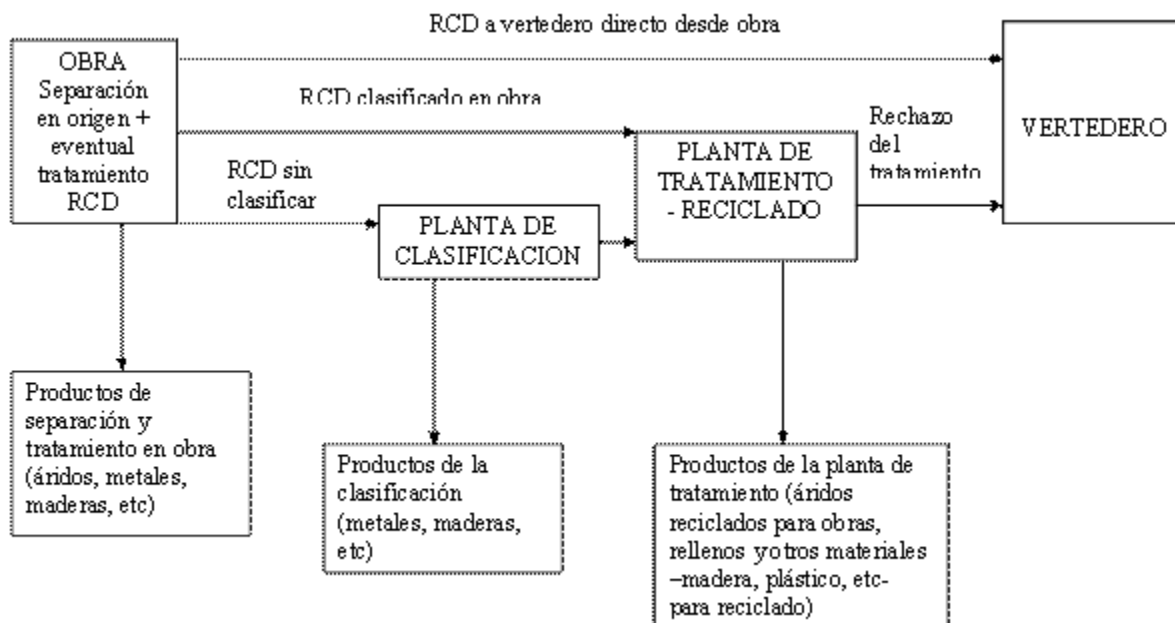 RCD a vertedero directo desde obra
OBRA
Separación
en origen +
eventual
tratamiento
RCD
RCD clasificado en obra
RCD sin
clasificar
PLANTA DE
CLASIFICACION
PLANTA DE
TRATAMIENTO
- RECICLADO
Rechazo
del
tratamiento
VERTEDERO
Productos de
separación y
tratamiento en obra
(áridos, metales,
maderas, etc)
Productos de la
clasificación
(metales, maderas,
etc)
Productos de la planta de
tratamiento (áridos
reciclados para obras,
rellenos y otros materiales
–madera, plástico, etc-
para reciclado)